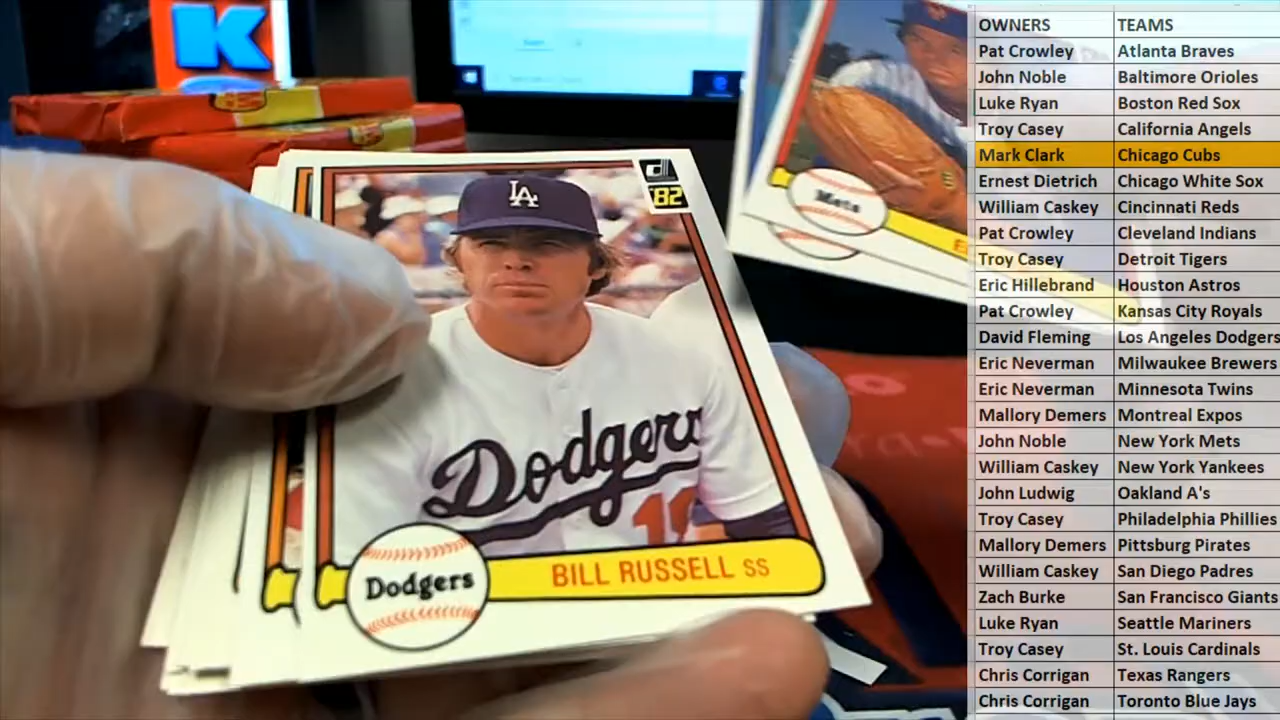 K
LA
'82
Dodgers
Dodgers
BILL RUSSELL SS
Mets
'82
OWNERS TEAMS
Pat Crowley Atlanta Braves
John Noble Baltimore Orioles
Luke Ryan Boston Red Sox
Troy Casey California Angels
Mark Clark Chicago Cubs
Ernest Dietrich Chicago White Sox
William Caskey Cincinnati Reds
Pat Crowley Cleveland Indians
Troy Casey Detroit Tigers
Eric Hillebrand Houston Astros
Pat Crowley Kansas City Royals
David Fleming Los Angeles Dodgers
Eric Neverman Milwaukee Brewers
Eric Neverman Minnesota Twins
Mallory Demers Montreal Expos
John Noble New York Mets
William Caskey New York Yankees
John Ludwig Oakland A's
Troy Casey Philadelphia Phillies
Mallory Demers Pittsburg Pirates
William Caskey San Diego Padres
Zach Burke San Francisco Giants
Luke Ryan Seattle Mariners
Troy Casey St. Louis Cardinals
Chris Corrigan Texas Rangers
Chris Corrigan Toronto Blue Jays